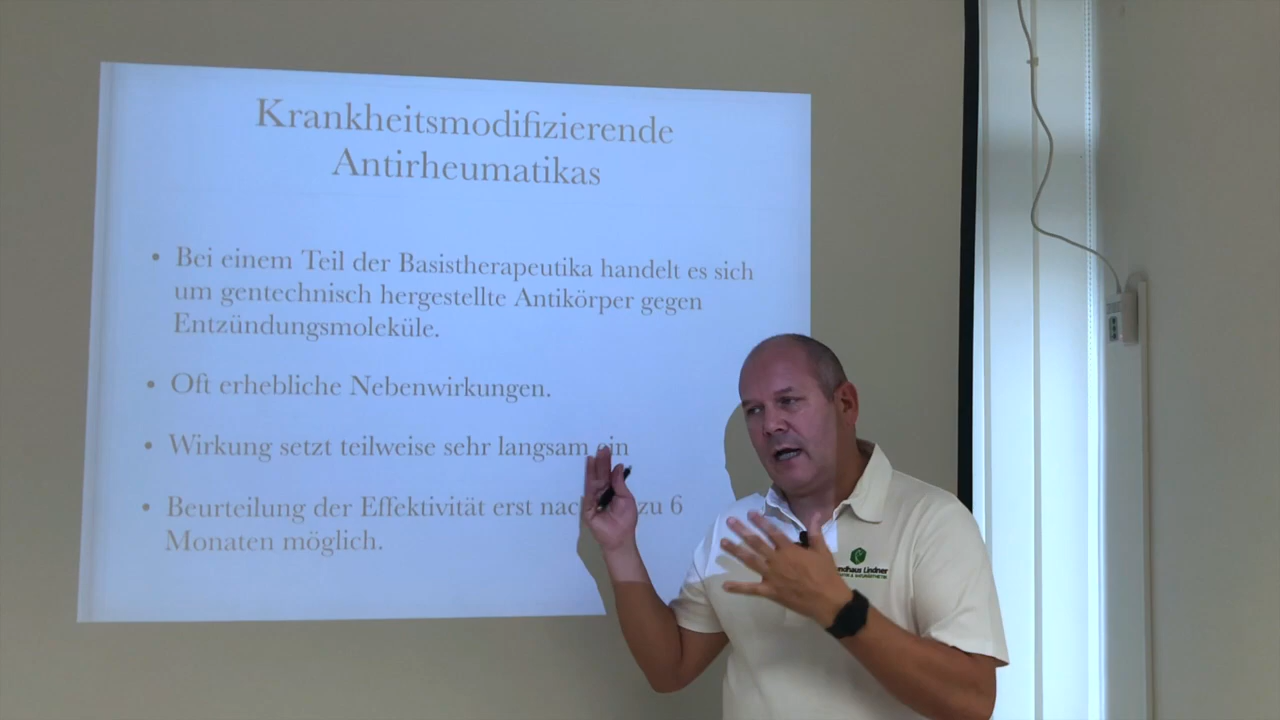 Krankheitsmodifizierende
Antirheumatikas
• Bei einem Teil der Basistherapeutika handelt es sich
um gentechnisch hergestellte Antikörper gegen
Entzündungsmoleküle.
• Oft erhebliche Nebenwirkungen.
• Wirkung setzt teilweise sehr langsam ein
• Beurteilung der Effektivität erst zu 6
Monaten möglich.
Lindner